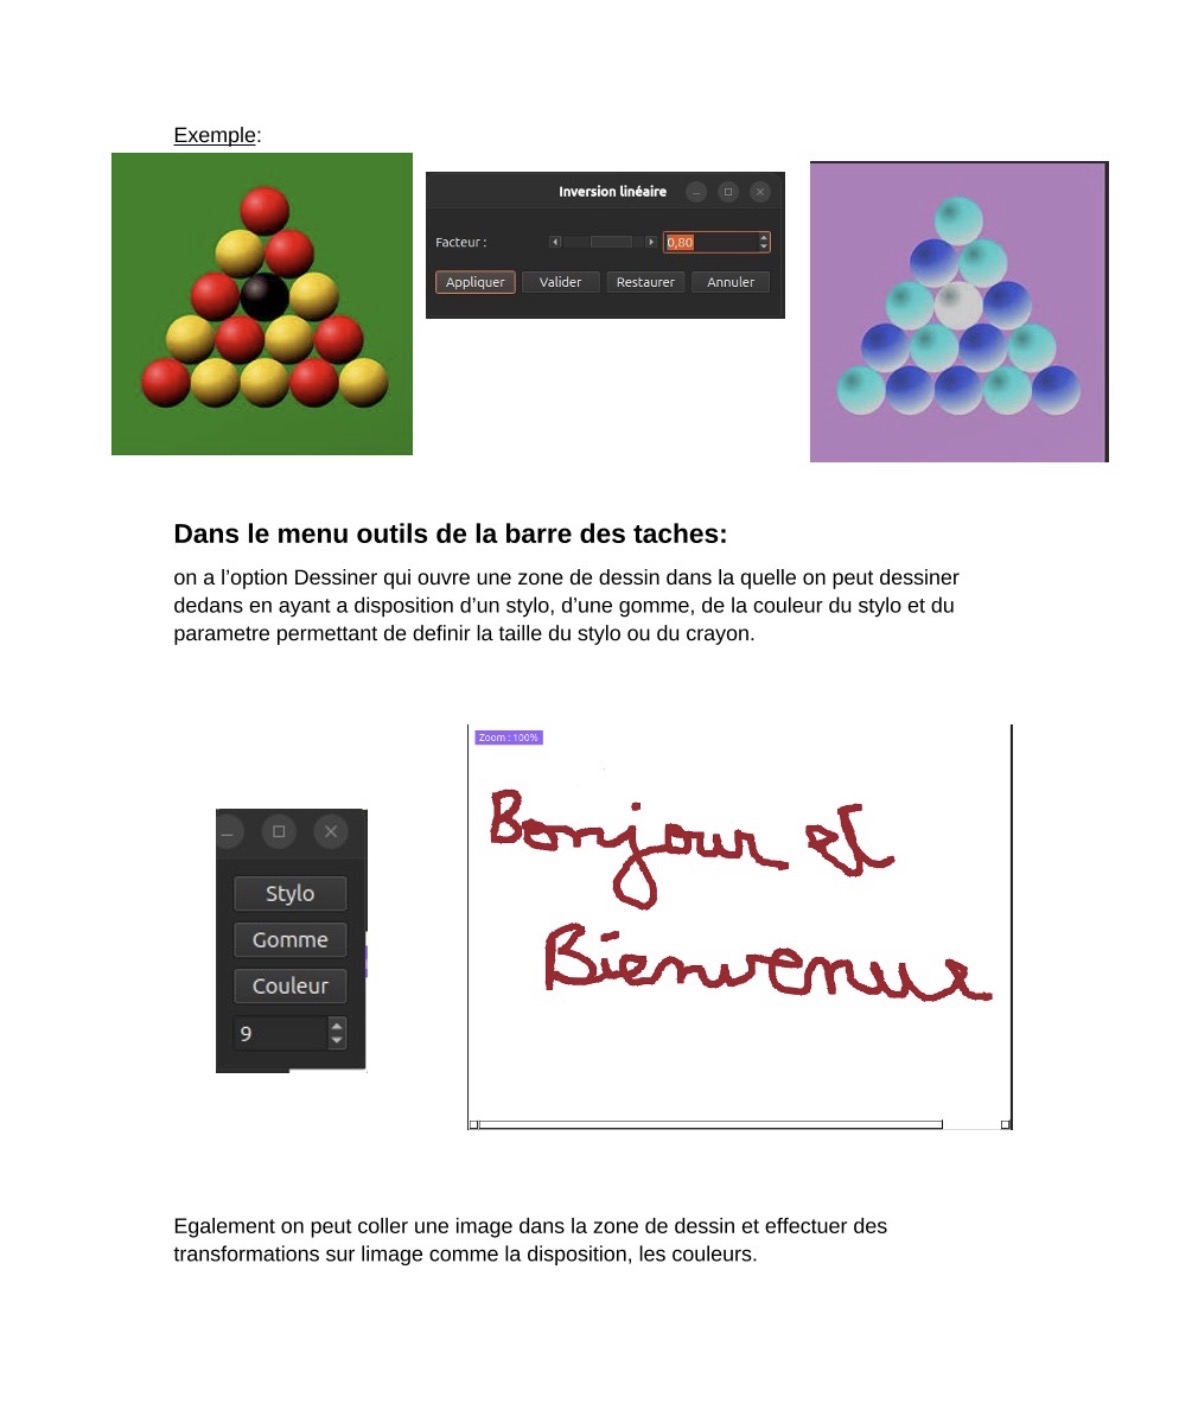 Exemple:
Inversion linéaire
Facteur :
0,80
Appliquer Valider Restaurer Annuler
Dans le menu outils de la barre des taches:
on a l’option Dessiner qui ouvre une zone de dessin dans la quelle on peut dessiner
dedans en ayant a disposition d’un stylo, d’une gomme, de la couleur du stylo et du
parametre permettant de definir la taille du stylo ou du crayon.
Stylo
Gomme
Couleur
9
Zoom : 100%
Bonjour et
Bienvenue
Egalement on peut coller une image dans la zone de dessin et effectuer des
transformations sur limage comme la disposition, les couleurs.